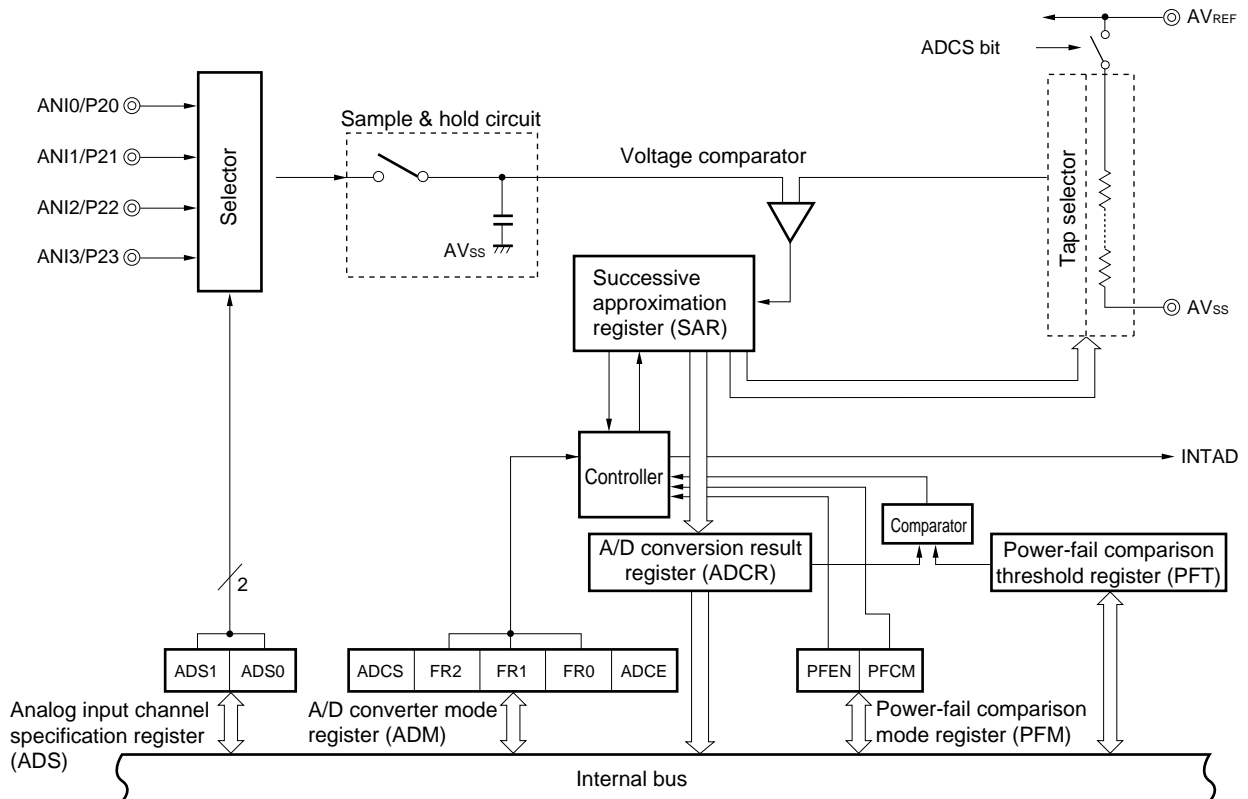 AVREF
ADCS bit
ANI0/P20
ANI1/P21
ANI2/P22
ANI3/P23
Selector
Sample & hold circuit
AVSS
Voltage comparator
Tap selector
AVSS
Successive
approximation
register (SAR)
Controller
INTAD
Comparator
A/D conversion result
register (ADCR)
Power-fail comparison
threshold register (PFT)
2
ADS1 ADS0
ADCS FR2 FR1 FR0 ADCE
PFEN PFCM
Analog input channel
specification register
(ADS)
A/D converter mode
register (ADM)
Power-fail comparison
mode register (PFM)
Internal bus